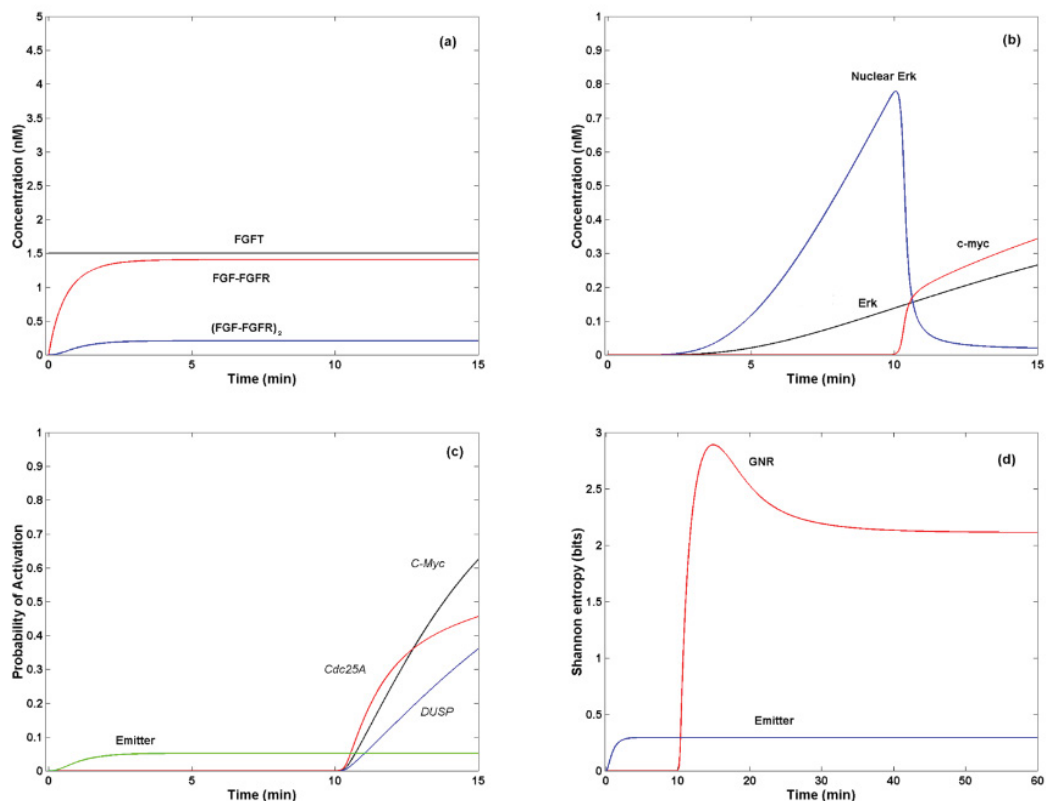 (a)
5
4.5
4
3.5
3
2.5
2
1.5
1
0.5
0
Concentration (nM)
FGFT
FGF-FGFR
(FGF-FGFR)2
0 5 10 15
Time (min)
(b)
1
0.9
0.8
0.7
0.6
0.5
0.4
0.3
0.2
0.1
0
Concentration (nM)
Nuclear Erk
c-myc
Erk
0 5 10 15
Time (min)
(c)
1
0.9
0.8
0.7
0.6
0.5
0.4
0.3
0.2
0.1
0
Probability of Activation
C-Myc
Cdc25A
DUSP
Emitter
0 5 10 15
Time (min)
(d)
3
2.5
2
1.5
1
0.5
0
Shannon entropy (bits)
GNR
Emitter
0 10 20 30 40 50 60
Time (min)